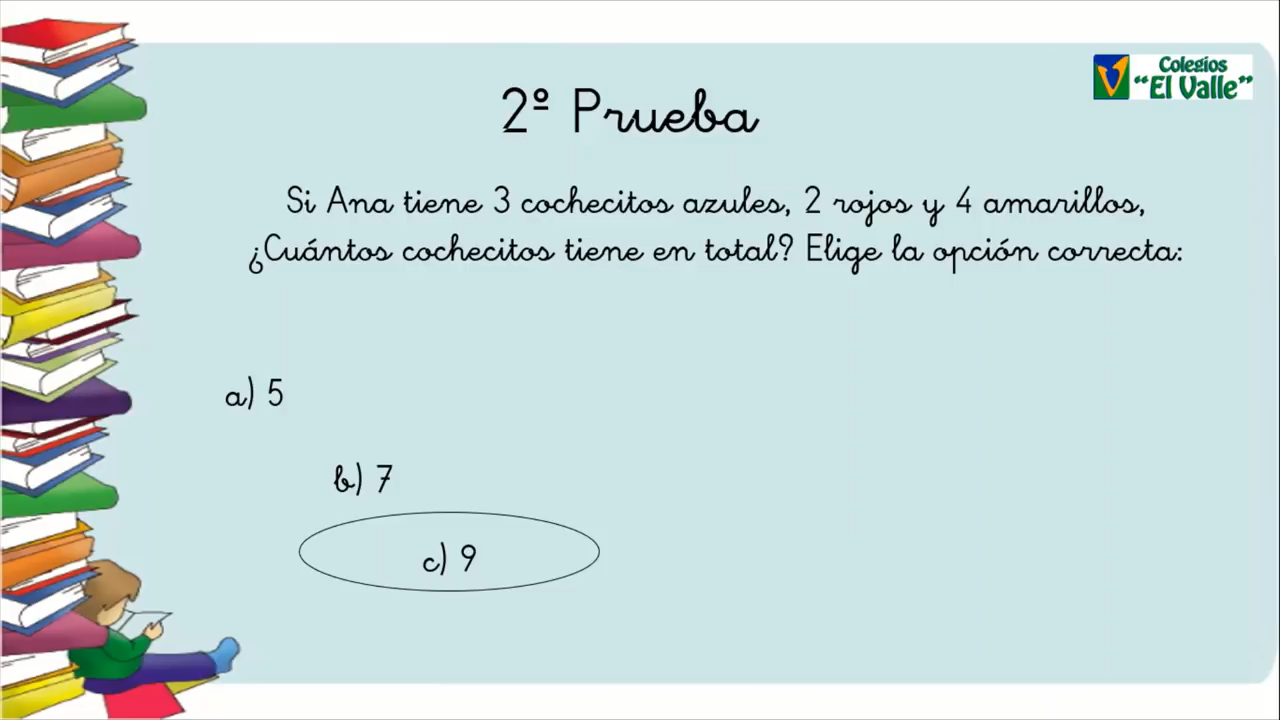 Colegios
"El Valle"
2º Prueba
Si Ana tiene 3 cochecitos azules, 2 rojos y 4 amarillos,
¿Cuántos cochecitos tiene en total? Elige la opción correcta:
a) 5
b) 7
c) 9